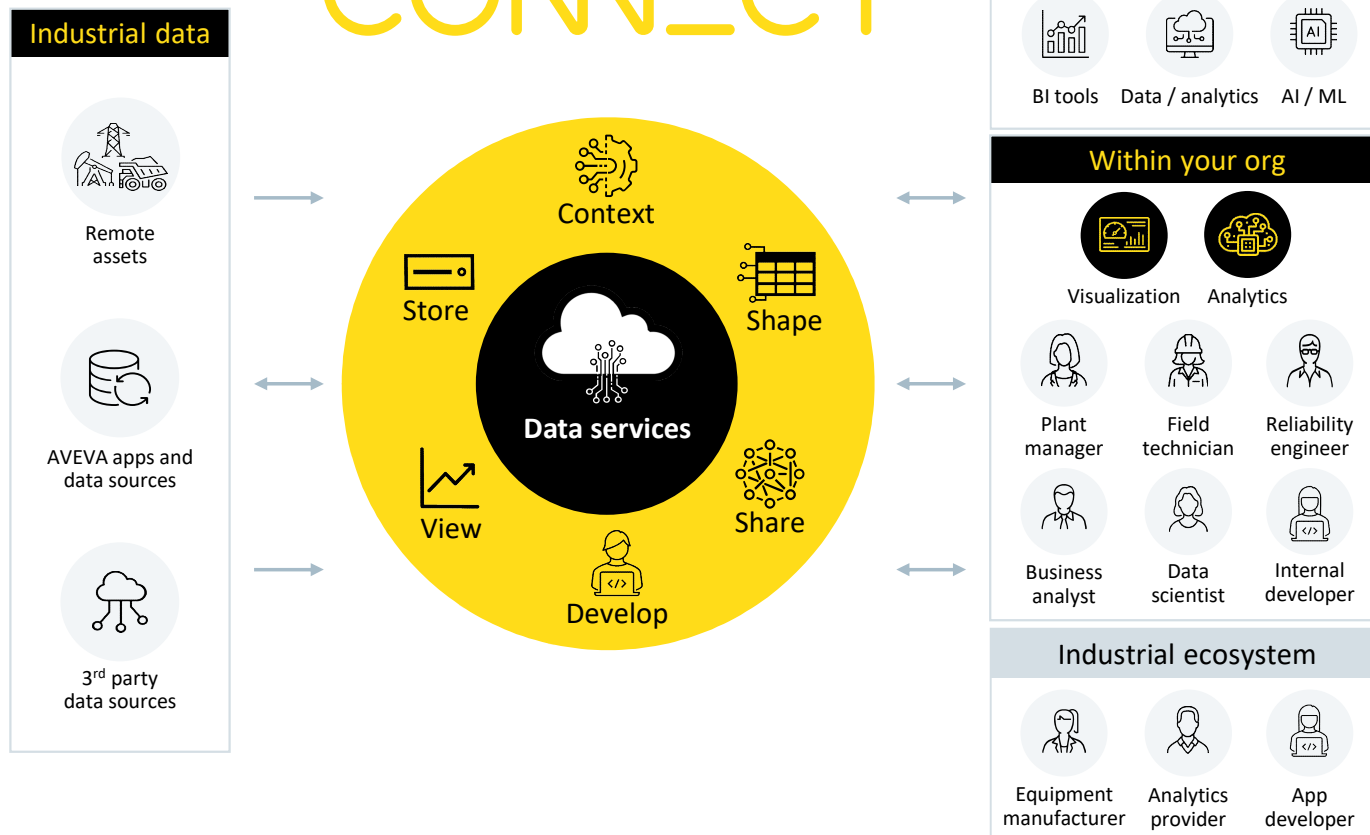 CONNECT
Industrial data
Remote
assets
AVEVA apps and
data sources
3rd party
data sources
Context
Store
Shape
Data services
View
Share
</>
Develop
AI
BI tools
Data / analytics
AI / ML
Within your org
Visualization
Analytics
Plant
manager
Field
technician
Reliability
engineer
Business
analyst
Data
scientist
</>
Internal
developer
Industrial ecosystem
Equipment
manufacturer
Analytics
provider
</>
App
developer